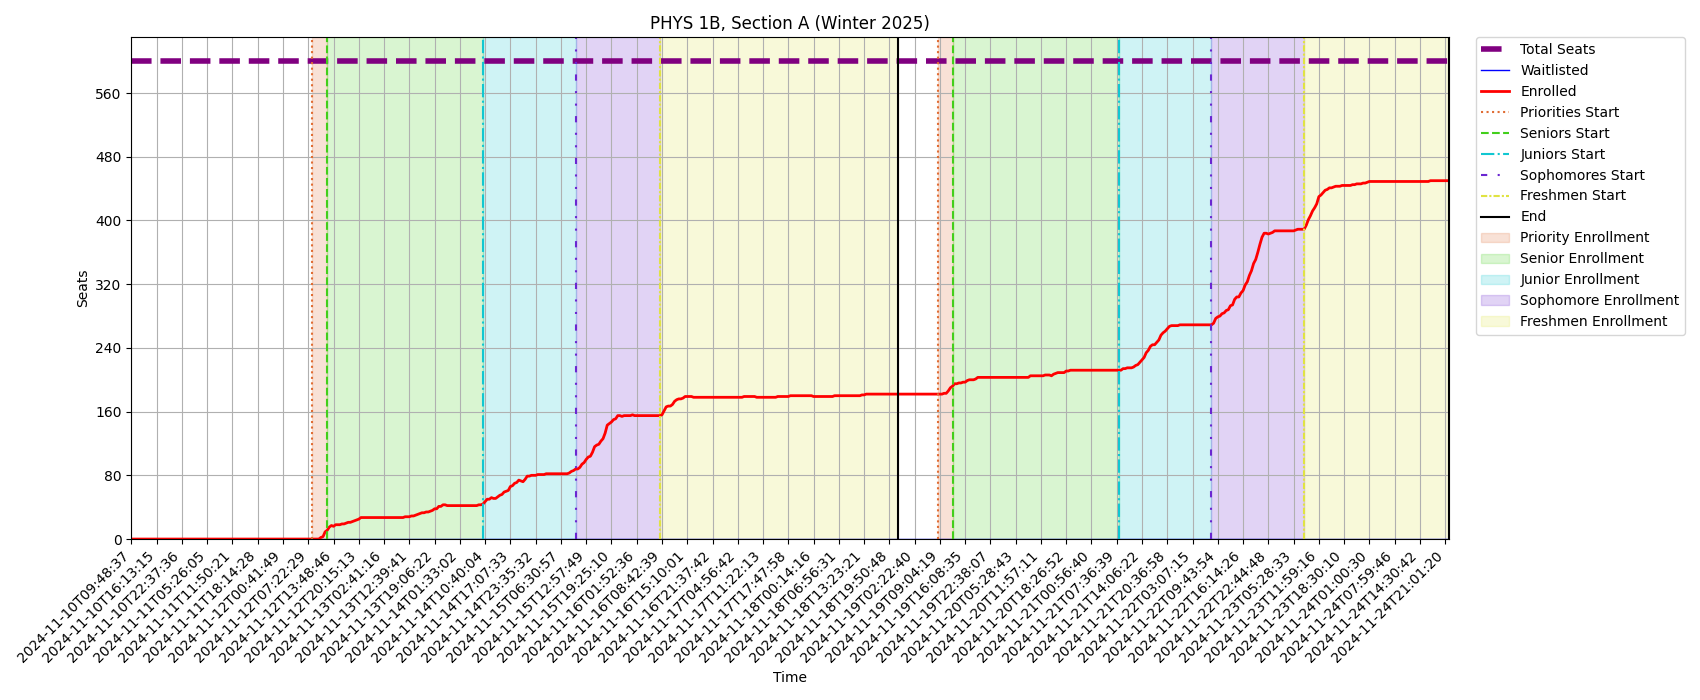 PHYS 1B, Section A (Winter 2025)
Total Seats
Waitlisted
Enrolled
Priorities Start
Seniors Start
Juniors Start
Sophomores Start
Freshmen Start
End
Priority Enrollment
Senior Enrollment
Junior Enrollment
Sophomore Enrollment
Freshmen Enrollment
Seats
560
480
400
320
240
160
80
0
2024-11-10T09:48:37
2024-11-10T16:13:15
2024-11-10T22:37:36
2024-11-11T05:26:05
2024-11-11T11:50:21
2024-11-11T18:14:28
2024-11-12T00:41:49
2024-11-12T07:22:29
2024-11-12T13:48:46
2024-11-12T20:15:13
2024-11-13T02:41:16
2024-11-13T12:39:41
2024-11-13T19:06:22
2024-11-14T01:33:02
2024-11-14T10:40:04
2024-11-14T17:07:33
2024-11-14T23:35:32
2024-11-15T06:30:57
2024-11-15T12:57:49
2024-11-15T19:25:10
2024-11-16T01:52:36
2024-11-16T08:42:39
2024-11-16T15:10:01
2024-11-16T21:37:42
2024-11-17T04:56:42
2024-11-17T11:22:13
2024-11-17T17:47:58
2024-11-18T00:14:16
2024-11-18T06:56:31
2024-11-18T13:23:21
2024-11-18T19:50:48
2024-11-19T02:22:40
2024-11-19T09:04:19
2024-11-19T16:08:35
2024-11-19T22:38:07
2024-11-20T05:28:43
2024-11-20T11:57:11
2024-11-20T18:26:52
2024-11-21T00:56:40
2024-11-21T07:36:39
2024-11-21T14:06:22
2024-11-21T20:36:58
2024-11-22T03:07:15
2024-11-22T09:43:54
2024-11-22T16:14:26
2024-11-22T22:44:48
2024-11-23T05:28:33
2024-11-23T11:59:16
2024-11-23T18:30:10
2024-11-24T01:00:30
2024-11-24T07:59:46
2024-11-24T14:30:42
2024-11-24T21:01:20
Time